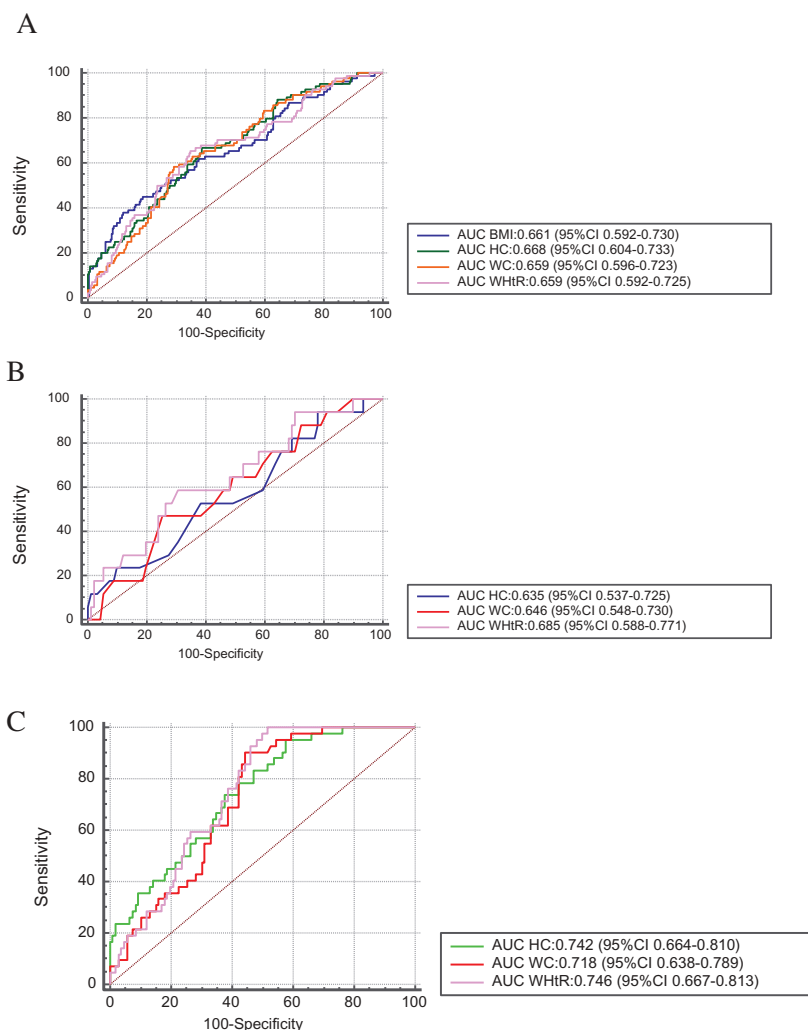 A
100
80
60
40
20
0
Sensitivity
0 20 40 60 80 100
100-Specificity
AUC BMI:0.661 (95%CI 0.592-0.730)
AUC HC:0.668 (95%CI 0.604-0.733)
AUC WC:0.659 (95%CI 0.596-0.723)
AUC WHtR:0.659 (95%CI 0.592-0.725)
B
100
80
60
40
20
0
Sensitivity
0 20 40 60 80 100
100-Specificity
AUC HC:0.635 (95%CI 0.537-0.725)
AUC WC:0.646 (95%CI 0.548-0.730)
AUC WHtR:0.685 (95%CI 0.588-0.771)
C
100
80
60
40
20
0
Sensitivity
0 20 40 60 80 100
100-Specificity
AUC HC:0.742 (95%CI 0.664-0.810)
AUC WC:0.718 (95%CI 0.638-0.789)
AUC WHtR:0.746 (95%CI 0.667-0.813)